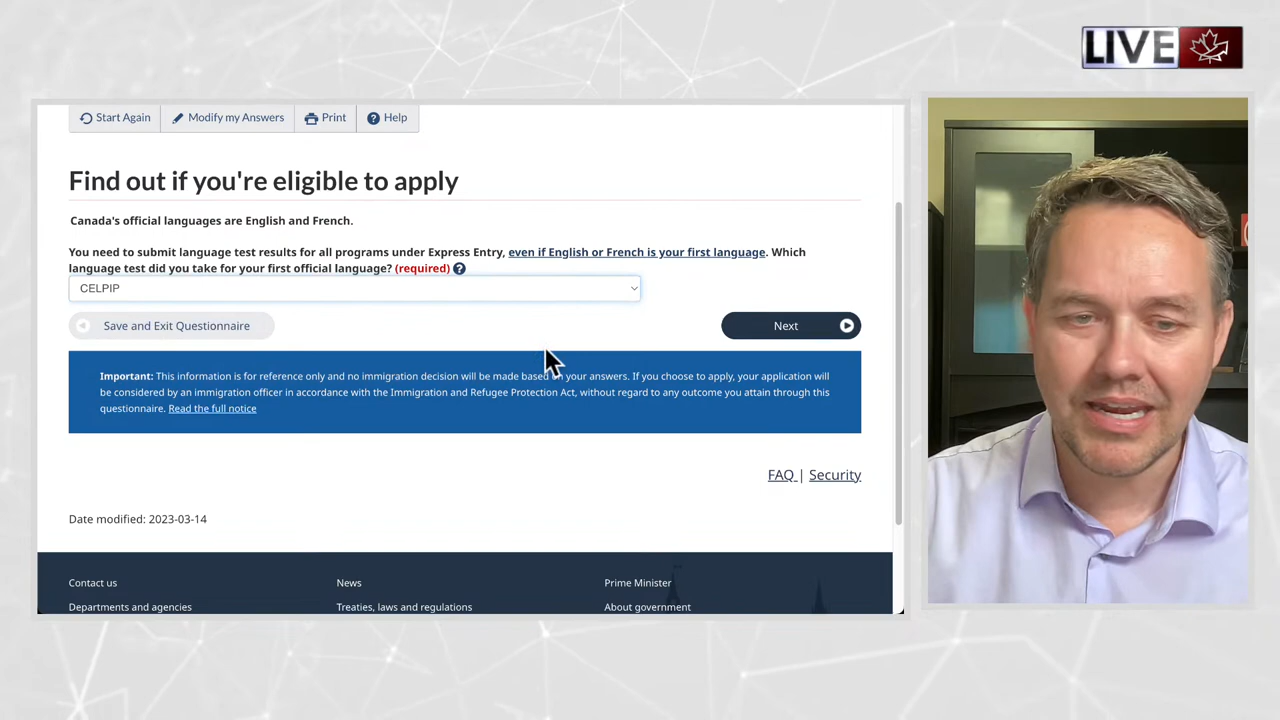 LIVE
Start Again
Modify my Answers
Print
Help
Find out if you're eligible to apply
Canada's official languages are English and French.
You need to submit language test results for all programs under Express Entry, even if English or French is your first language. Which
language test did you take for your first official language? (required)
CELPIP
Save and Exit Questionnaire
Next
Important: This information is for reference only and no immigration decision will be made based on your answers. If you choose to apply, your application will
be considered by an immigration officer in accordance with the Immigration and Refugee Protection Act, without regard to any outcome you attain through this
questionnaire. Read the full notice
FAQ | Security
Date modified: 2023-03-14
Contact us
News
Prime Minister
Departments and agencies
Treaties, laws and regulations
About government